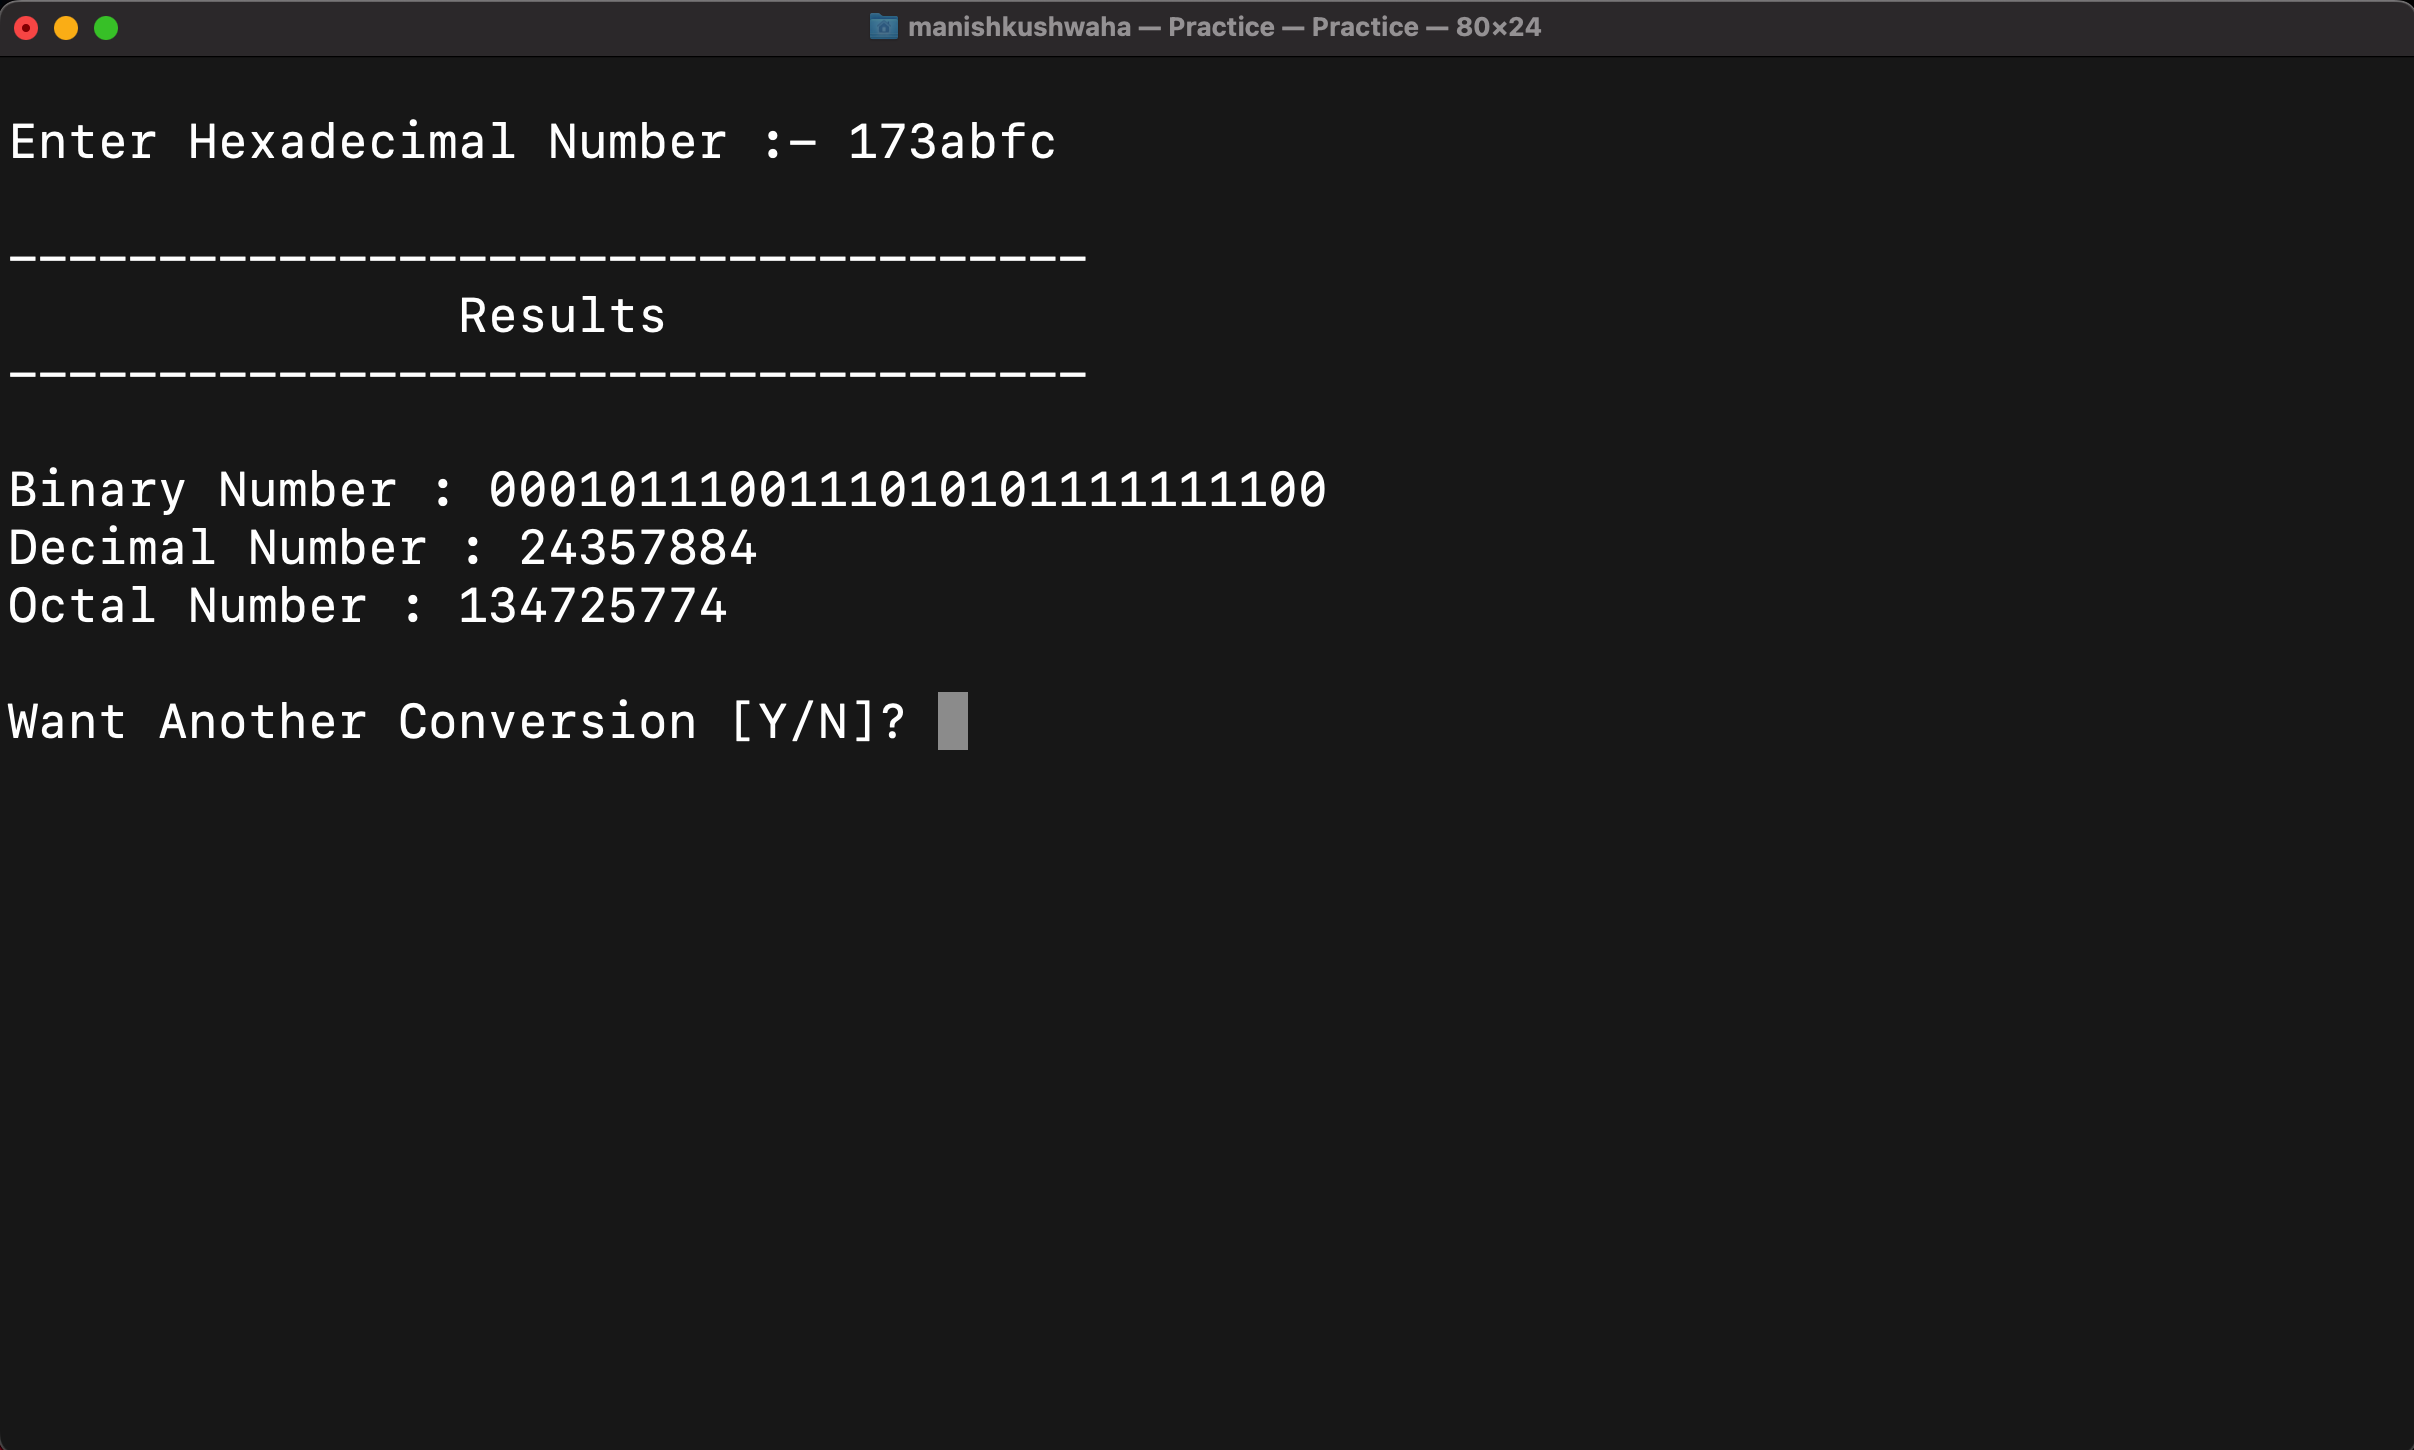 manishkushwaha — Practice — Practice — 80×24
Enter Hexadecimal Number :- 173abfc
------------------------------------
Results
------------------------------------
Binary Number : 0001011100111010101111111100
Decimal Number : 24357884
Octal Number : 134725774
Want Another Conversion [Y/N]?